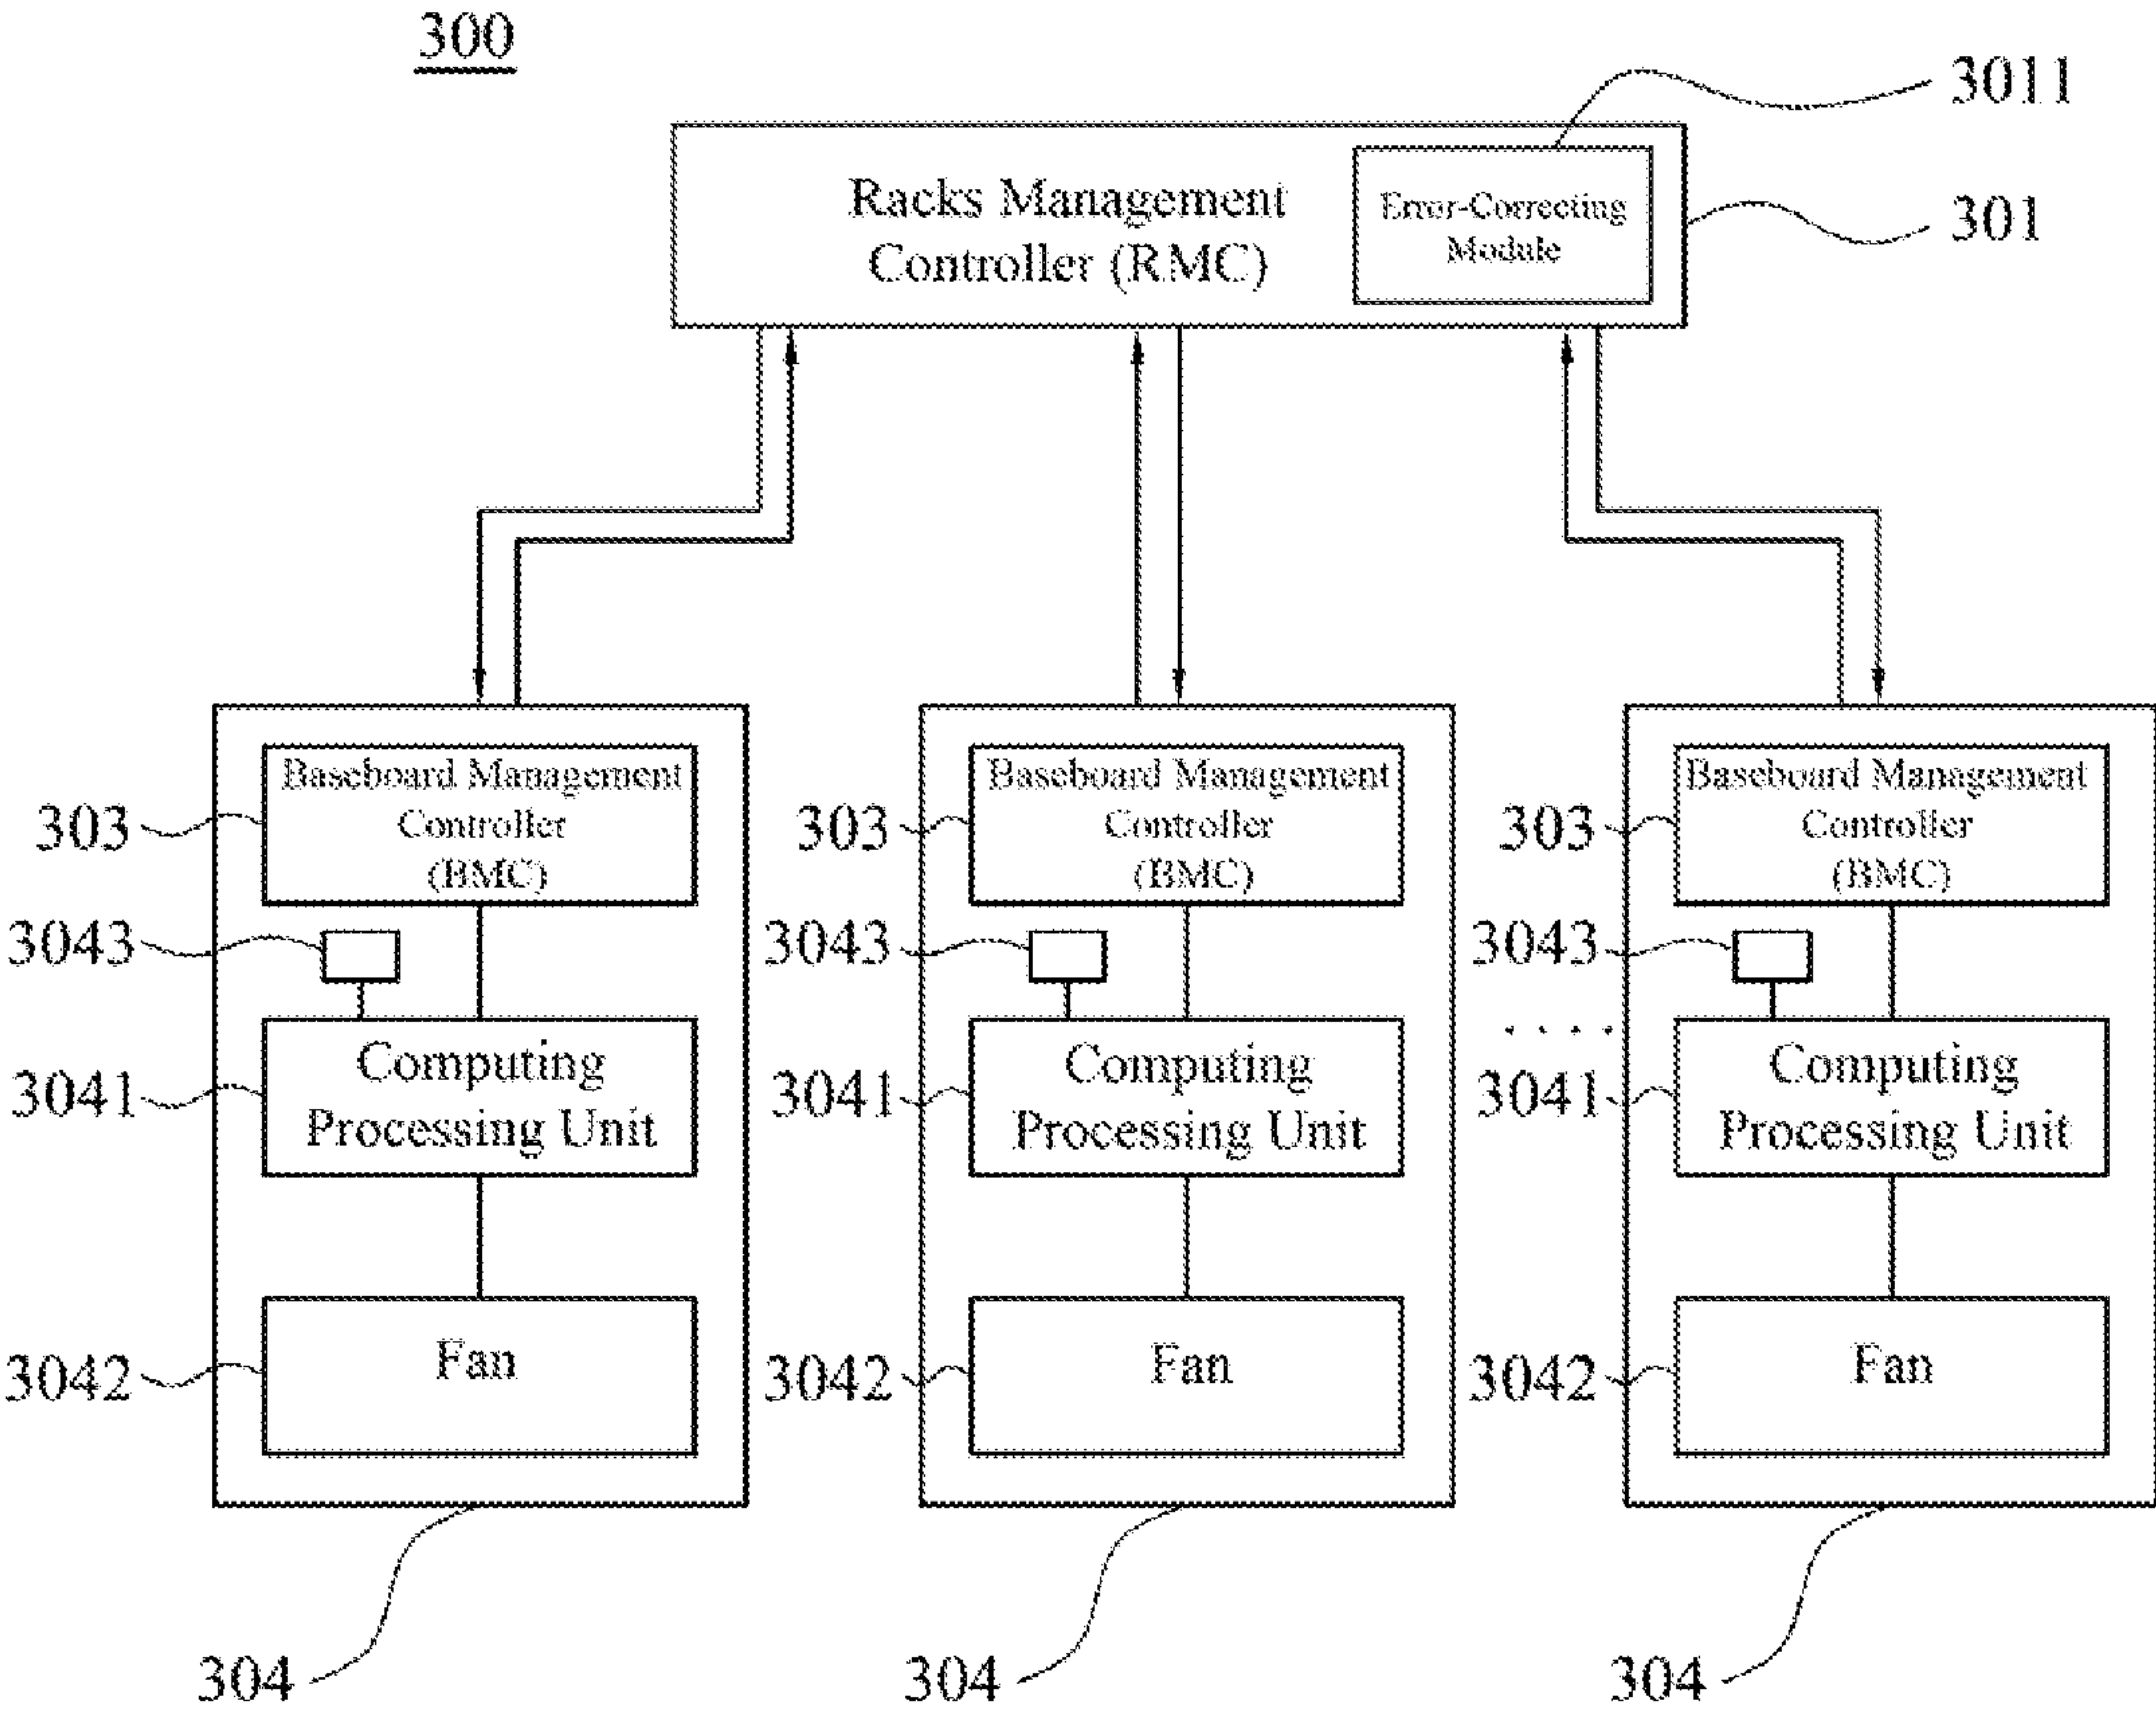 300
3011
Racks Management
Controller (RMC)
Error-Correcting
Module
301
Baseboard Management
Controller
(BMC)
303
3043
Computing
Processing Unit
3041
Fan
3042
304
Baseboard Management
Controller
(BMC)
303
3043
Computing
Processing Unit
3041
Fan
3042
304
. . . .
Baseboard Management
Controller
(BMC)
303
3043
Computing
Processing Unit
3041
Fan
3042
304